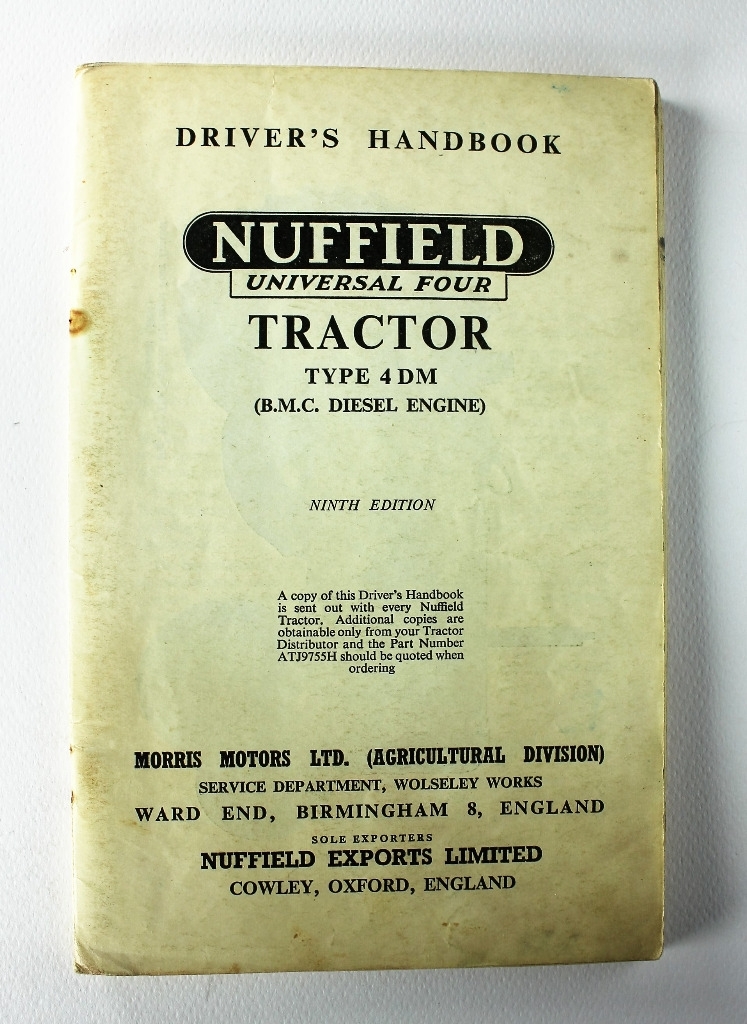 DRIVER'S HANDBOOK
NUFFIELD
UNIVERSAL FOUR
TRACTOR
TYPE 4DM
(B.M.C. DIESEL ENGINE)
NINTH EDITION
A copy of this Driver's Handbook
is sent out with every Nuffield
Tractor. Additional copies are
obtainable only from your Tractor
Distributor and the Part Number
ATJ9755H should be quoted when
ordering
MORRIS MOTORS LTD. (AGRICULTURAL DIVISION)
SERVICE DEPARTMENT, WOLSELEY WORKS
WARD END, BIRMINGHAM 8, ENGLAND
SOLE EXPORTERS
NUFFIELD EXPORTS LIMITED
COWLEY, OXFORD, ENGLAND